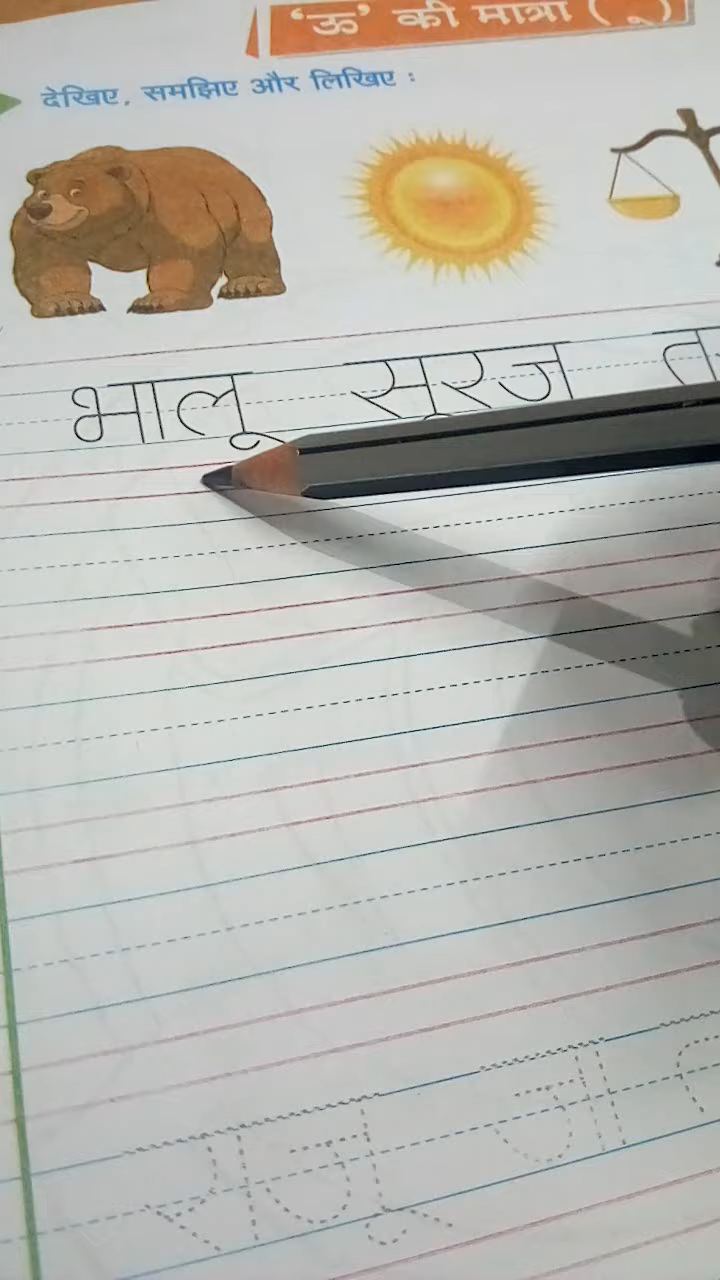 'ऊ' की मात्रा ( ू )
देखिए, समझिए और लिखिए :
भालू सूरज